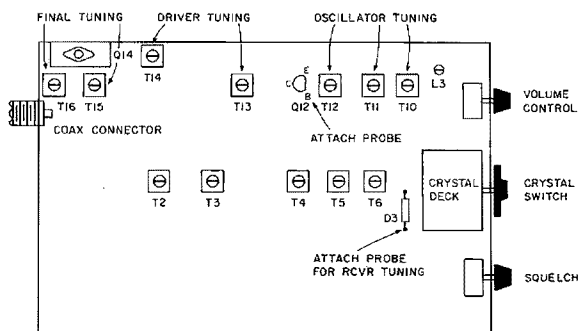 FINAL TUNING
DRIVER TUNING
OSCILLATOR TUNING
Q14
T14
E
C
B
L3
T16
T15
T13
Q12
T12
T11
T10
VOLUME
CONTROL
COAX CONNECTOR
ATTACH PROBE
T2
T3
T4
T5
T6
D3
CRYSTAL
DECK
CRYSTAL
SWITCH
ATTACH PROBE
FOR RCVR TUNING
SQUELCH